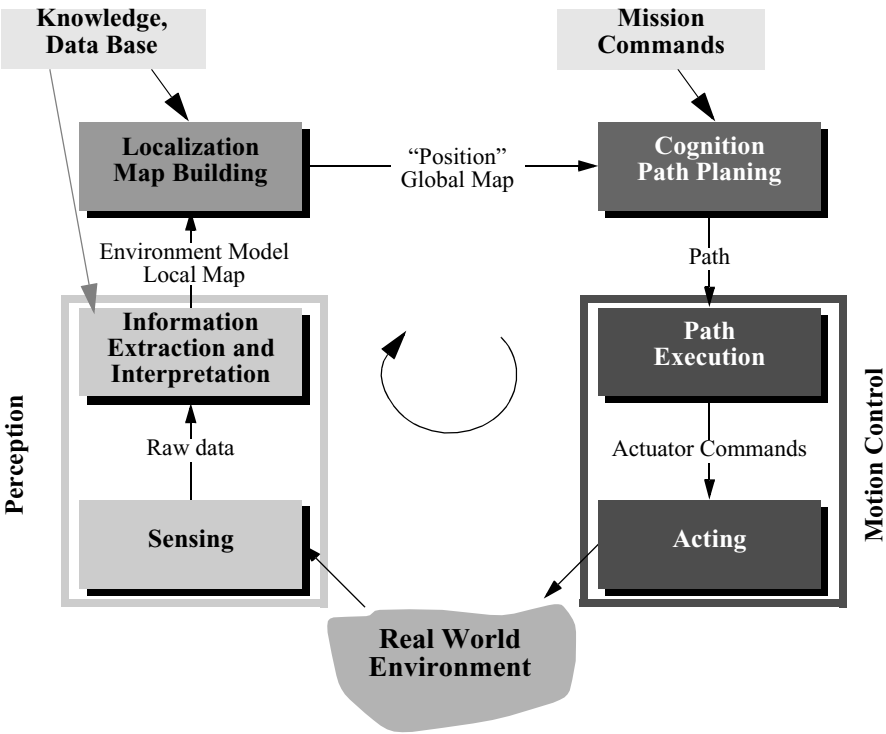 Knowledge,
Data Base
Mission
Commands
Localization
Map Building
“Position”
Global Map
Cognition
Path Planing
Environment Model
Local Map
Path
Information
Extraction and
Interpretation
Path
Execution
Perception
Motion Control
Raw data
Actuator Commands
Sensing
Acting
Real World
Environment